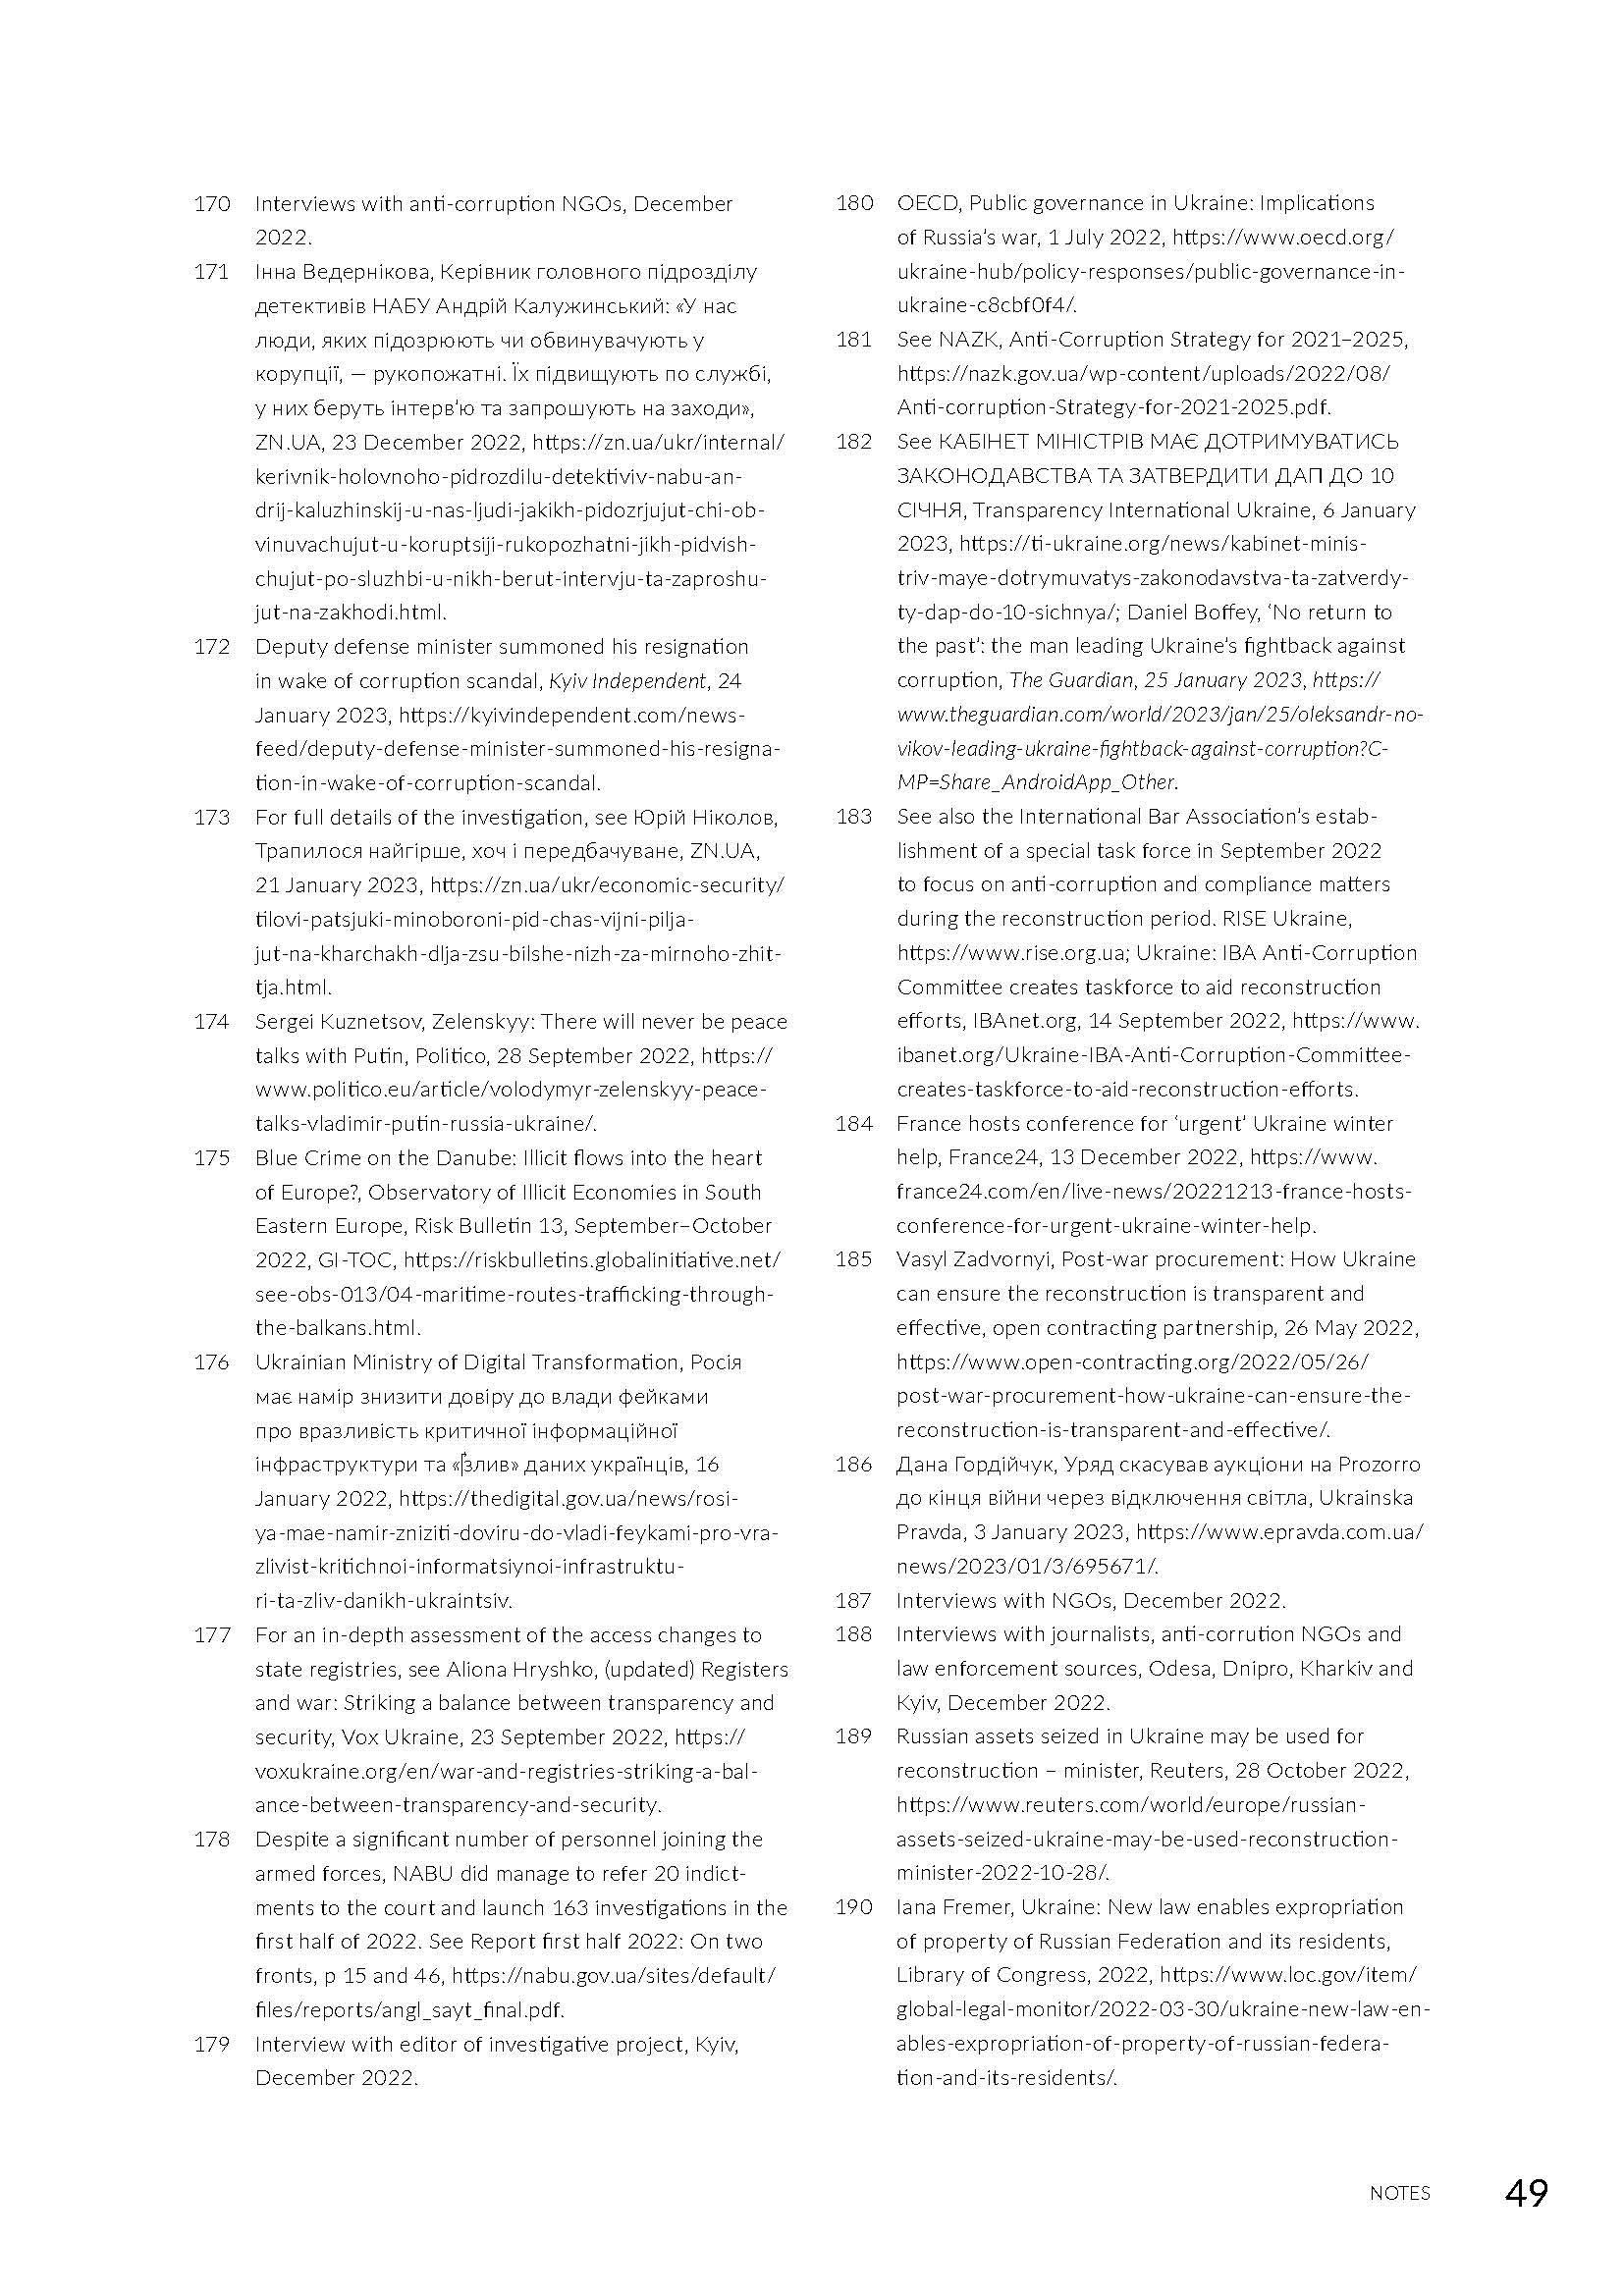 170 Interviews with anti-corruption NGOs, December
2022.
171 Інна Ведернікова, Керівник головного підрозділу
детективів НАБУ Андрій Калужинський: «У нас
люди, яких підозрюють чи обвинувачують у
корупції, — рукопожатні. Їх підвищують по службі,
у них беруть інтерв’ю та запрошують на заходи»,
ZN.UA, 23 December 2022, https://zn.ua/ukr/internal/
kerivnik-holovnoho-pidrozdilu-detektiviv-nabu-an-
drij-kaluzhinskij-u-nas-ljudi-jakikh-pidozrjujut-chi-ob-
vinuvachujut-u-koruptsiji-rukopozhatni-jikh-pidvish-
chujut-po-sluzhbi-u-nikh-berut-intervju-ta-zaproshu-
jut-na-zakhodi.html.
172 Deputy defense minister summoned his resignation
in wake of corruption scandal, Kyiv Independent, 24
January 2023, https://kyivindependent.com/news-
feed/deputy-defense-minister-summoned-his-resigna-
tion-in-wake-of-corruption-scandal.
173 For full details of the investigation, see Юрій Ніколов,
Трапилося найгірше, хоч і передбачуване, ZN.UA,
21 January 2023, https://zn.ua/ukr/economic-security/
tilovi-patsjuki-minoboroni-pid-chas-vijni-pilja-
jut-na-kharchakh-dlja-zsu-bilshe-nizh-za-mirnoho-zhit-
tja.html.
174 Sergei Kuznetsov, Zelenskyy: There will never be peace
talks with Putin, Politico, 28 September 2022, https://
www.politico.eu/article/volodymyr-zelenskyy-peace-
talks-vladimir-putin-russia-ukraine/.
175 Blue Crime on the Danube: Illicit flows into the heart
of Europe?, Observatory of Illicit Economies in South
Eastern Europe, Risk Bulletin 13, September–October
2022, GI-TOC, https://riskbulletins.globalinitiative.net/
see-obs-013/04-maritime-routes-trafficking-through-
the-balkans.html.
176 Ukrainian Ministry of Digital Transformation, Росія
має намір знизити довіру до влади фейками
про вразливість критичної інформаційної
інфраструктури та «злив» даних українців, 16
January 2022, https://thedigital.gov.ua/news/rosi-
ya-mae-namir-zniziti-doviru-do-vladi-feykami-pro-vra-
zlivist-kritichnoi-informatsiynoi-infrastruktu-
ri-ta-zliv-danikh-ukraintsiv.
177 For an in-depth assessment of the access changes to
state registries, see Aliona Hryshko, (updated) Registers
and war: Striking a balance between transparency and
security, Vox Ukraine, 23 September 2022, https://
voxukraine.org/en/war-and-registries-striking-a-bal-
ance-between-transparency-and-security.
178 Despite a significant number of personnel joining the
armed forces, NABU did manage to refer 20 indict-
ments to the court and launch 163 investigations in the
first half of 2022. See Report first half 2022: On two
fronts, p 15 and 46, https://nabu.gov.ua/sites/default/
files/reports/angl_sayt_final.pdf.
179 Interview with editor of investigative project, Kyiv,
December 2022.
180 OECD, Public governance in Ukraine: Implications
of Russia’s war, 1 July 2022, https://www.oecd.org/
ukraine-hub/policy-responses/public-governance-in-
ukraine-c8cbf0f4/.
181 See NAZK, Anti-Corruption Strategy for 2021–2025,
https://nazk.gov.ua/wp-content/uploads/2022/08/
Anti-corruption-Strategy-for-2021-2025.pdf.
182 See КАБІНЕТ МІНІСТРІВ МАЄ ДОТРИМУВАТИСЬ
ЗАКОНОДАВСТВА ТА ЗАТВЕРДИТИ ДАП ДО 10
СІЧНЯ, Transparency International Ukraine, 6 January
2023, https://ti-ukraine.org/news/kabinet-minis-
triv-maye-dotrymuvatys-zakonodavstva-ta-zatverdy-
ty-dap-do-10-sichnya/; Daniel Boffey, ‘No return to
the past’: the man leading Ukraine’s fightback against
corruption, The Guardian, 25 January 2023, https://
www.theguardian.com/world/2023/jan/25/oleksandr-no-
vikov-leading-ukraine-fightback-against-corruption?C-
MP=Share_AndroidApp_Other.
183 See also the International Bar Association’s estab-
lishment of a special task force in September 2022
to focus on anti-corruption and compliance matters
during the reconstruction period. RISE Ukraine,
https://www.rise.org.ua; Ukraine: IBA Anti-Corruption
Committee creates taskforce to aid reconstruction
efforts, IBAnet.org, 14 September 2022, https://www.
ibanet.org/Ukraine-IBA-Anti-Corruption-Committee-
creates-taskforce-to-aid-reconstruction-efforts.
184 France hosts conference for ‘urgent’ Ukraine winter
help, France24, 13 December 2022, https://www.
france24.com/en/live-news/20221213-france-hosts-
conference-for-urgent-ukraine-winter-help.
185 Vasyl Zadvornyi, Post-war procurement: How Ukraine
can ensure the reconstruction is transparent and
effective, open contracting partnership, 26 May 2022,
https://www.open-contracting.org/2022/05/26/
post-war-procurement-how-ukraine-can-ensure-the-
reconstruction-is-transparent-and-effective/.
186 Дана Гордійчук, Уряд скасував аукціони на Prozorro
до кінця війни через відключення світла, Ukrainska
Pravda, 3 January 2023, https://www.epravda.com.ua/
news/2023/01/3/695671/.
187 Interviews with NGOs, December 2022.
188 Interviews with journalists, anti-corrution NGOs and
law enforcement sources, Odesa, Dnipro, Kharkiv and
Kyiv, December 2022.
189 Russian assets seized in Ukraine may be used for
reconstruction – minister, Reuters, 28 October 2022,
https://www.reuters.com/world/europe/russian-
assets-seized-ukraine-may-be-used-reconstruction-
minister-2022-10-28/.
190 Iana Fremer, Ukraine: New law enables expropriation
of property of Russian Federation and its residents,
Library of Congress, 2022, https://www.loc.gov/item/
global-legal-monitor/2022-03-30/ukraine-new-law-en-
ables-expropriation-of-property-of-russian-federa-
tion-and-its-residents/.
NOTES 49